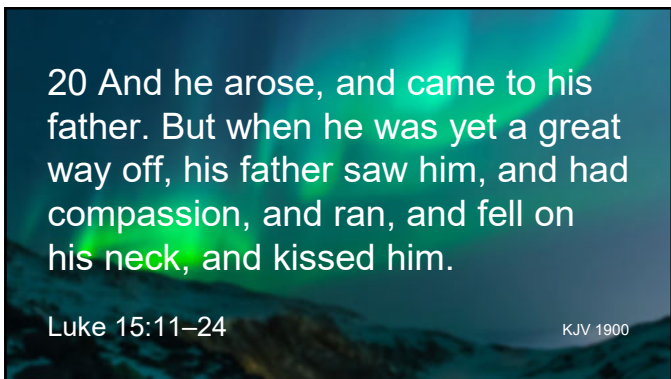 20 And he arose, and came to his
father. But when he was yet a great
way off, his father saw him, and had
compassion, and ran, and fell on
his neck, and kissed him.
Luke 15:11–24
KJV 1900